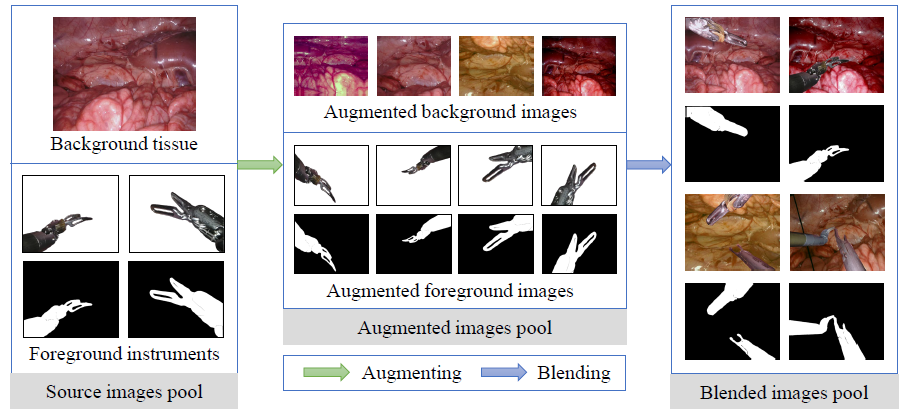 Background tissue
Foreground instruments
Source images pool
Augmented background images
Augmented foreground images
Augmented images pool
Augmenting
Blending
Blended images pool